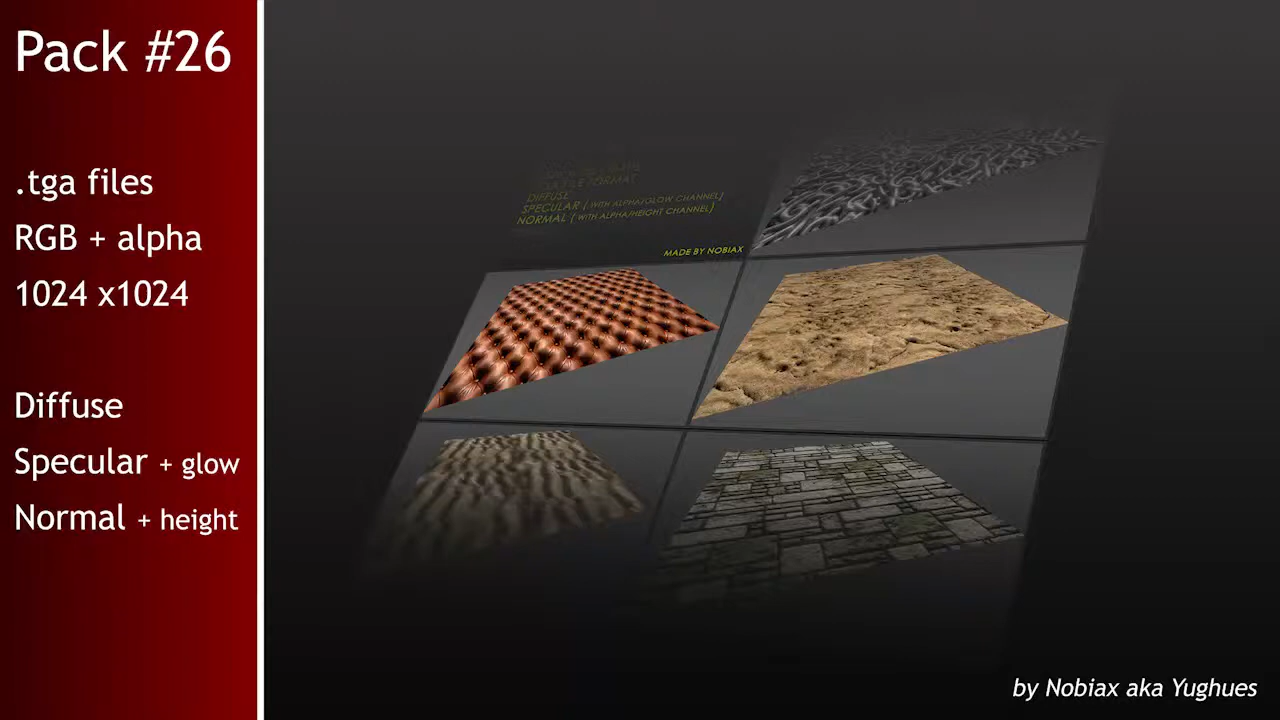 Pack #26
.tga files
RGB + alpha
1024 x1024
Diffuse
Specular + glow
Normal + height
FORMAT
DIFFUSE
SPECULAR ( WITH ALPHA/GLOW CHANNEL)
NORMAL ( WITH ALPHA/HEIGHT CHANNEL)
MADE BY NOBIAX
by Nobiax aka Yughues